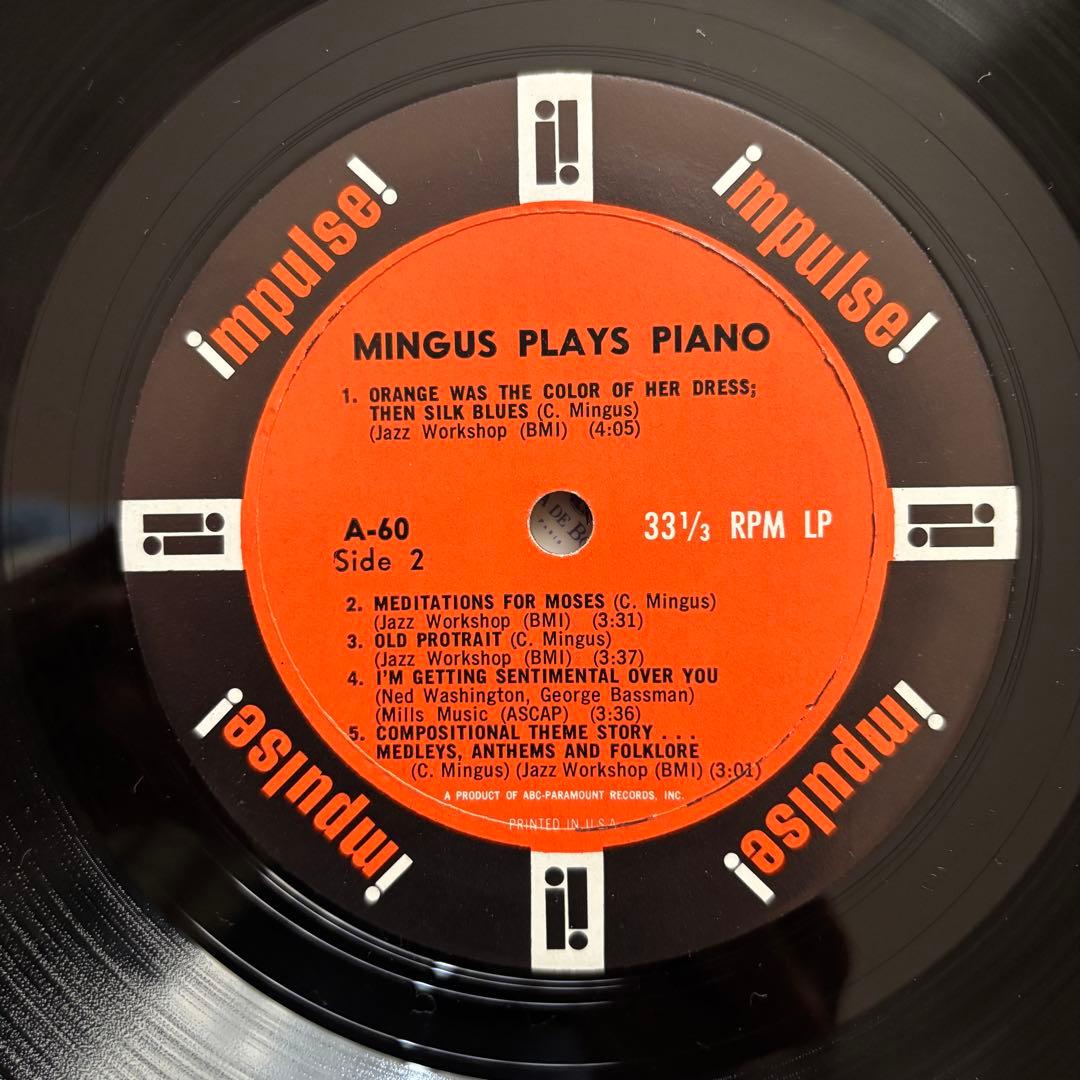 impulse!
impulse!
MINGUS PLAYS PIANO
1. ORANGE WAS THE COLOR OF HER DRESS;
THEN SILK BLUES (C. Mingus)
(Jazz Workshop (BMI) (4:05)
A-60
Side 2
DE
PARIS
33⅓ RPM LP
2. MEDITATIONS FOR MOSES (C. Mingus)
(Jazz Workshop (BMI) (3:31)
3. OLD PROTRAIT (C. Mingus)
(Jazz Workshop (BMI) (3:37)
4. I'M GETTING SENTIMENTAL OVER YOU
(Ned Washington, George Bassman)
(Mills Music (ASCAP) (3:36)
5. COMPOSITIONAL THEME STORY . . .
MEDLEYS, ANTHEMS AND FOLKLORE
(C. Mingus) (Jazz Workshop (BMI) (3:01)
A PRODUCT OF ABC-PARAMOUNT RECORDS, INC.
PRINTED IN U.S.A.
impulse!
impulse!